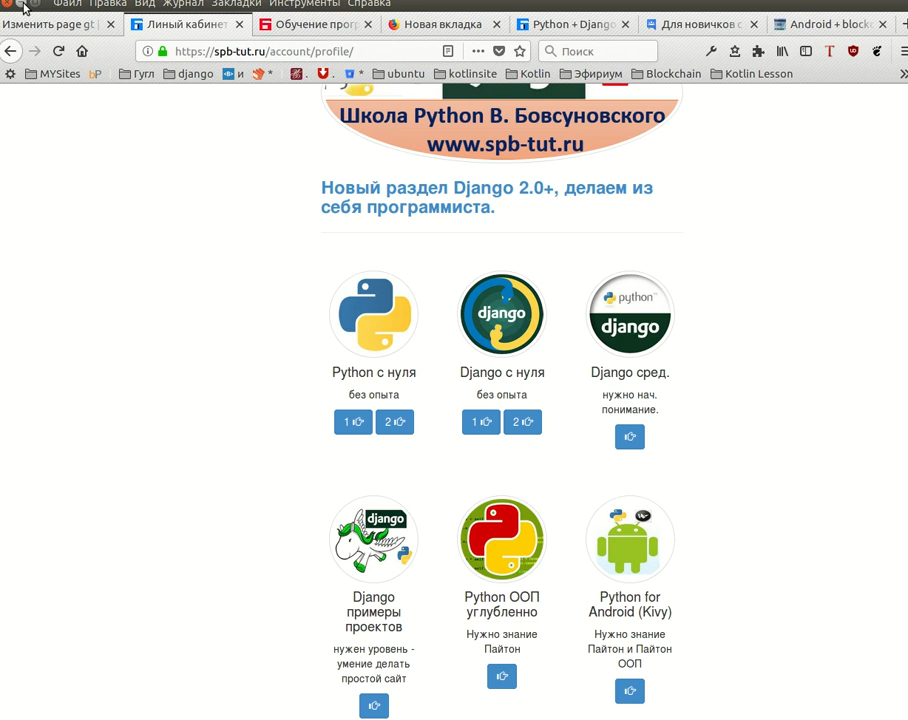 Файл Правка Вид Журнал Закладки Инструменты Справка
Изменить page gt
Линый кабинет
Обучение прогр
Новая вкладка
Python + Django
Для новичков с
Android + block
https://spb-tut.ru/account/profile/
Поиск
MYSites
Гугл
django
и
ubuntu
kotlinsite
Kotlin
Эфириум
Blockchain
Kotlin Lesson
Школа Python В. Бовсуновского
www.spb-tut.ru
Новый раздел Django 2.0+, делаем из
себя программиста.
django
python
django
Python с нуля
без опыта
1
2
Django с нуля
без опыта
1
2
Django сред.
нужно нач.
понимание.
django
Django
примеры
проектов
нужен уровень -
умение делать
простой сайт
Python ООП
углубленно
Нужно знание
Пайтон
Python for
Android (Kivy)
Нужно знание
Пайтон и Пайтон
ООП